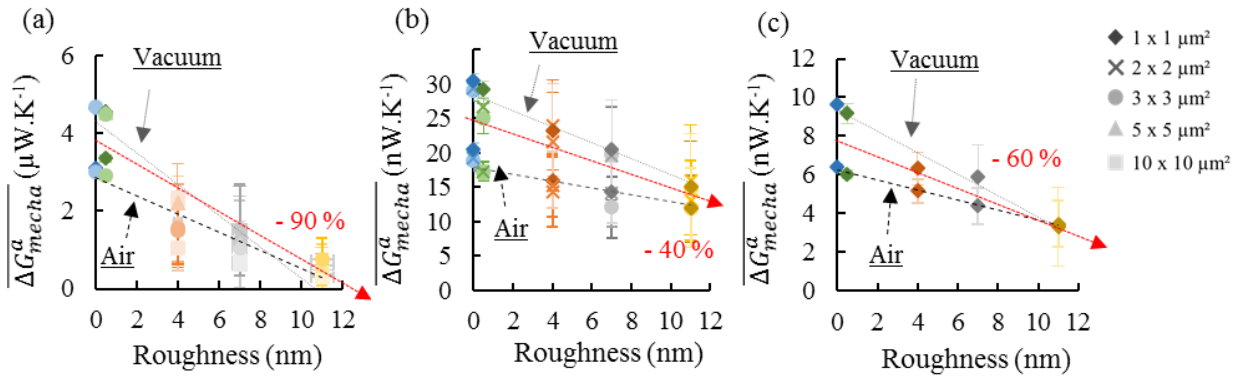 (a)
(b)
(c)
Vacuum
Air
- 90 %
ΔG^a_mecha (μW.K⁻¹)
6
4
2
0
0 2 4 6 8 10 12
Roughness (nm)
Vacuum
Air
- 40 %
ΔG^a_mecha (nW.K⁻¹)
30
25
20
15
10
5
0
0 2 4 6 8 10 12
Roughness (nm)
Vacuum
Air
- 60 %
ΔG^a_mecha (nW.K⁻¹)
12
10
8
6
4
2
0
0 2 4 6 8 10 12
Roughness (nm)
1 x 1 µm²
2 x 2 µm²
3 x 3 µm²
5 x 5 µm²
10 x 10 µm²